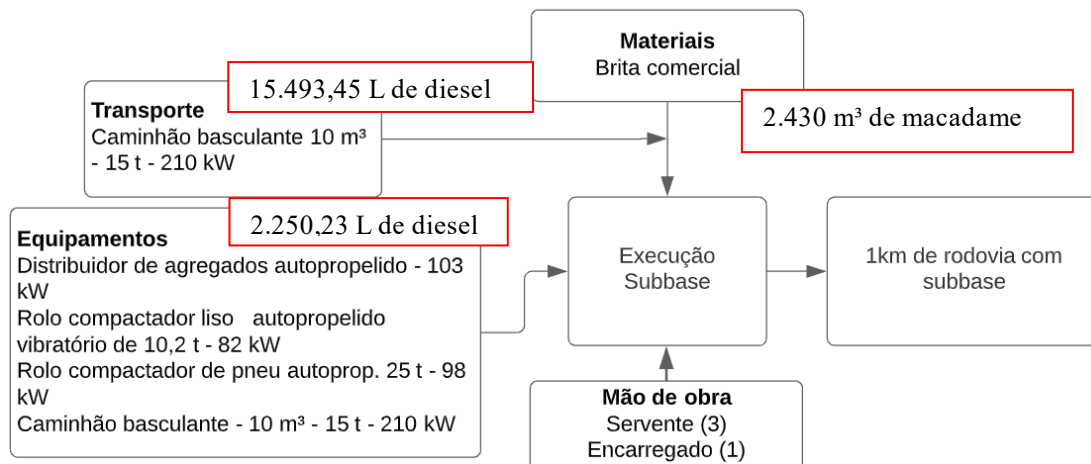 Materiais
Brita comercial
15.493,45 L de diesel
2.430 m³ de macadame
Transporte
Caminhão basculante 10 m³
- 15 t - 210 kW
2.250,23 L de diesel
Equipamentos
Distribuidor de agregados autopropelido - 103
kW
Rolo compactador liso autopropelido
vibratório de 10,2 t - 82 kW
Rolo compactador de pneu autoprop. 25 t - 98
kW
Caminhão basculante - 10 m³ - 15 t - 210 kW
Execução
Subbase
1km de rodovia com
subbase
Mão de obra
Servente (3)
Encarregado (1)